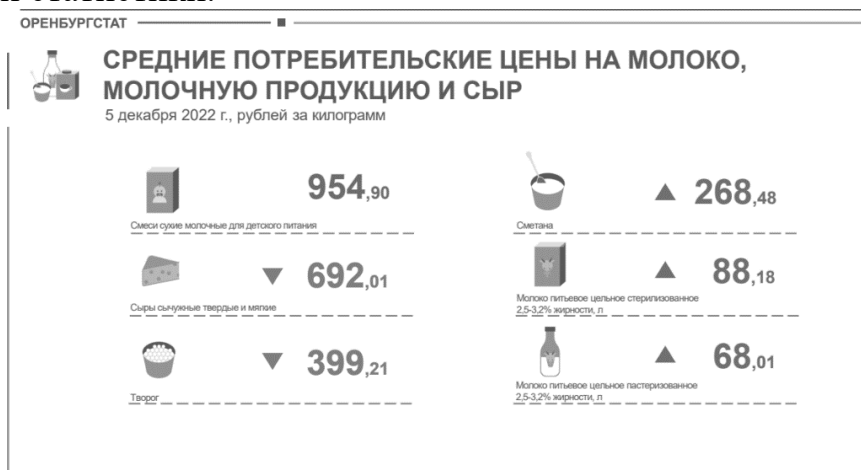 ОРЕНБУРГСТАТ
СРЕДНИЕ ПОТРЕБИТЕЛЬСКИЕ ЦЕНЫ НА МОЛОКО,
МОЛОЧНУЮ ПРОДУКЦИЮ И СЫР
5 декабря 2022 г., рублей за килограмм
954,90
Смеси сухие молочные для детского питания
▼ 692,01
Сыры сычужные твердые и мягкие
▼ 399,21
Творог
▲ 268,48
Сметана
▲ 88,18
Молоко питьевое цельное стерилизованное
2,5-3,2% жирности, л
▲ 68,01
Молоко питьевое цельное пастеризованное
2,5-3,2% жирности, л